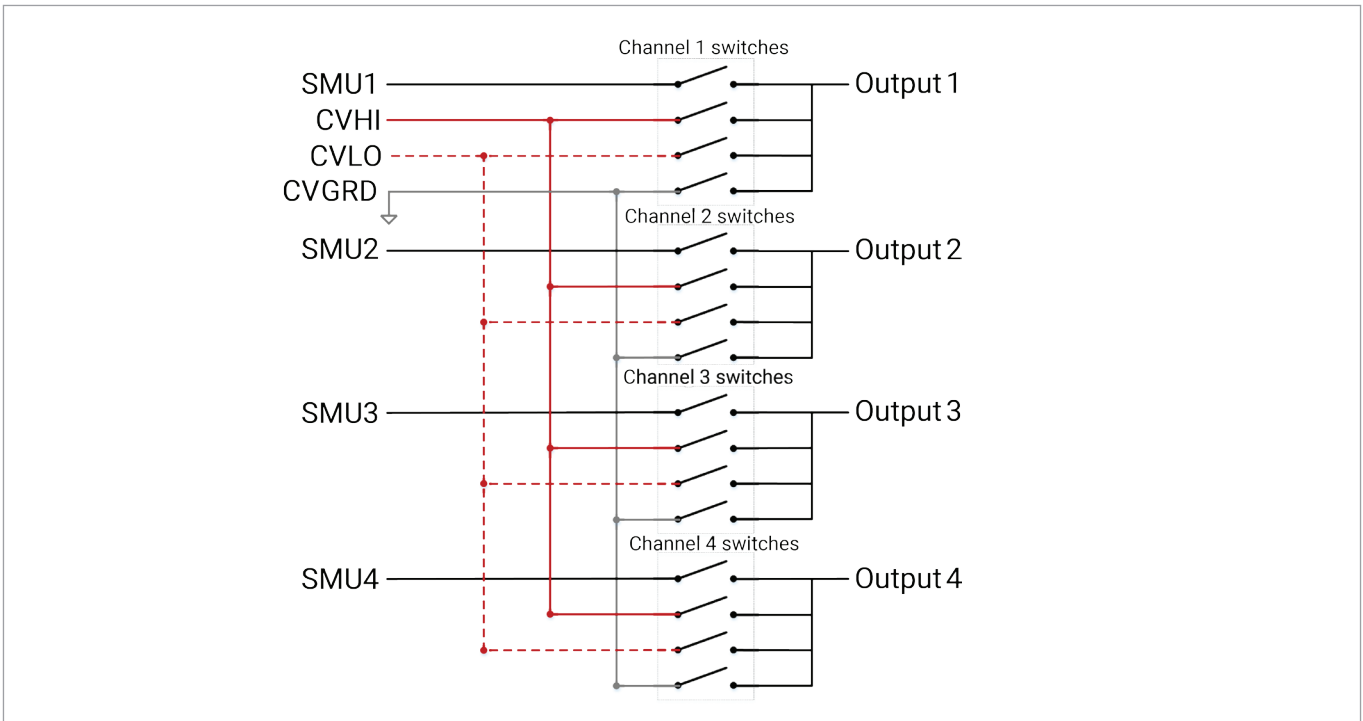 Channel 1 switches
SMU1
Output 1
CVHI
CVLO
CVGRD
Channel 2 switches
SMU2
Output 2
Channel 3 switches
SMU3
Output 3
Channel 4 switches
SMU4
Output 4